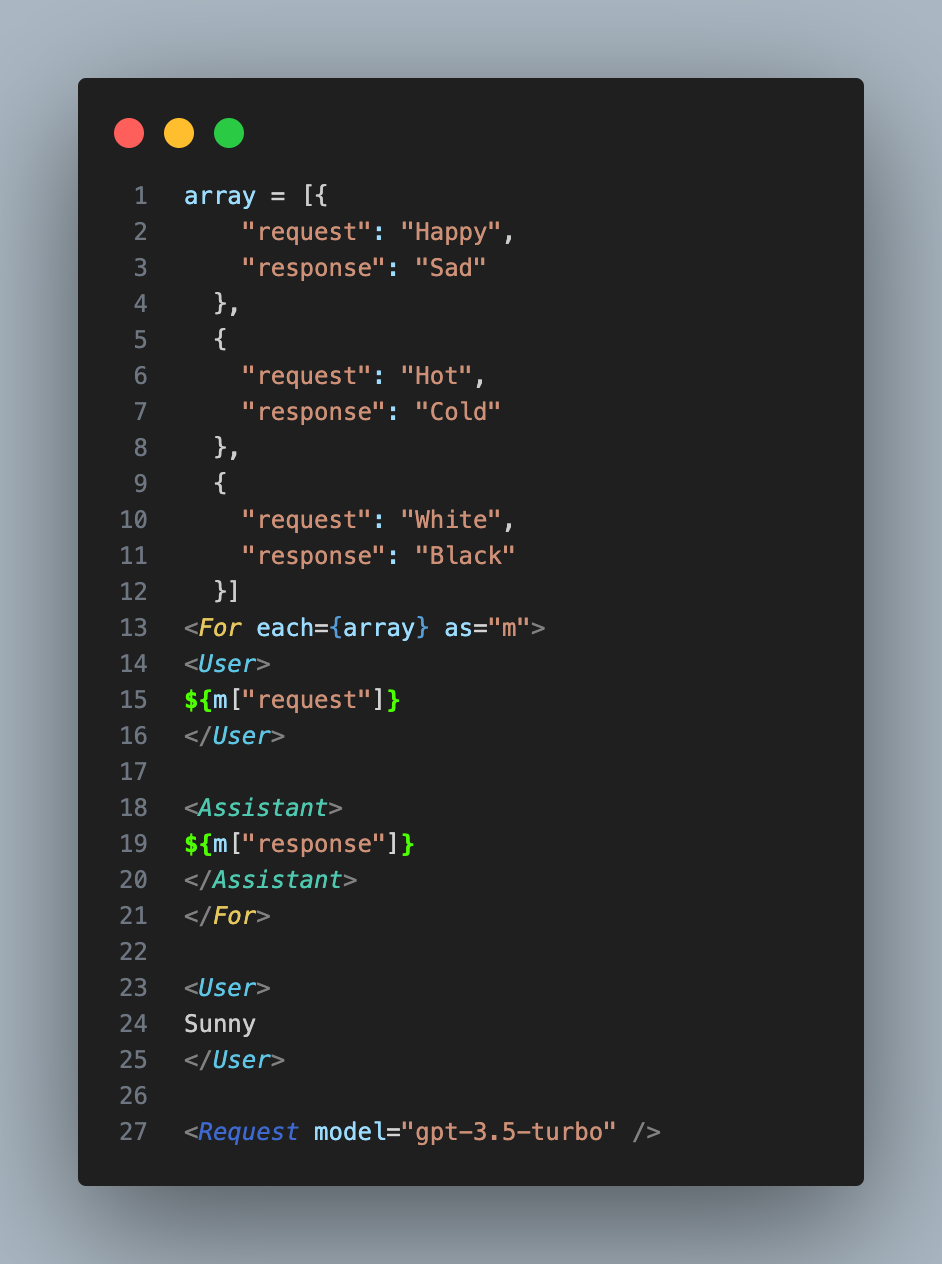 1 array = [{
2     "request": "Happy",
3     "response": "Sad"
4   },
5   {
6     "request": "Hot",
7     "response": "Cold"
8   },
9   {
10     "request": "White",
11     "response": "Black"
12   }]
13 <For each={array} as="m">
14 <User>
15 ${m["request"]}
16 </User>
17
18 <Assistant>
19 ${m["response"]}
20 </Assistant>
21 </For>
22
23 <User>
24 Sunny
25 </User>
26
27 <Request model="gpt-3.5-turbo" />